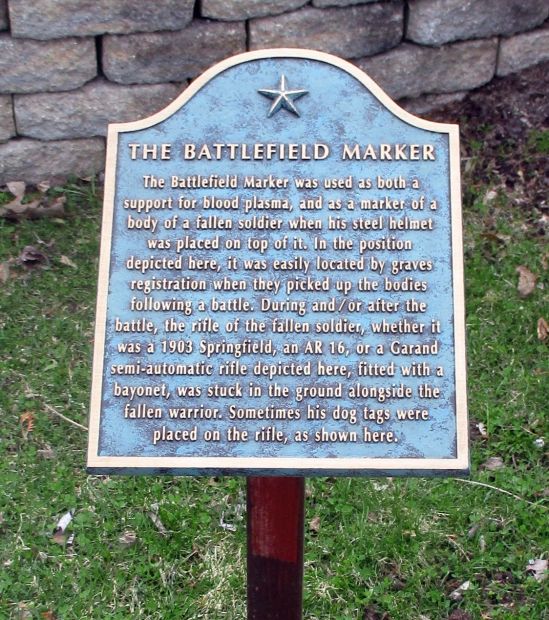 THE BATTLEFIELD MARKER
The Battlefield Marker was used as both a
support for blood plasma, and as a marker of a
body of a fallen soldier when his steel helmet
was placed on top of it. In the position
depicted here, it was easily located by graves
registration when they picked up the bodies
following a battle. During and/or after the
battle, the rifle of the fallen soldier, whether it
was a 1903 Springfield, an AR 16, or a Garand
semi-automatic rifle depicted here, fitted with a
bayonet, was stuck in the ground alongside the
fallen warrior. Sometimes his dog tags were
placed on the rifle, as shown here.